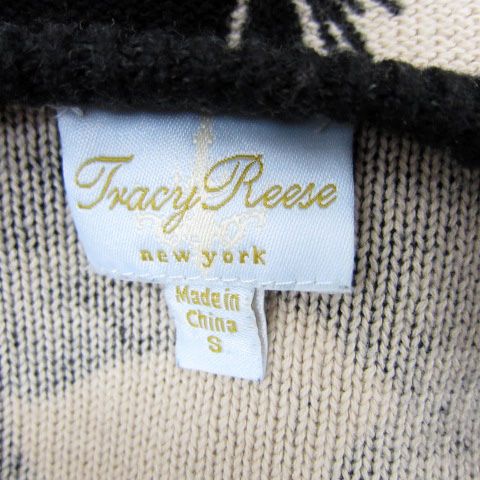 Tracy Reese
new york
Made in
China
S